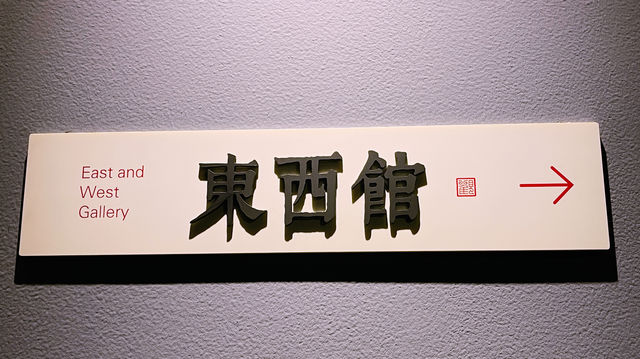 East and
West
Gallery
東西館